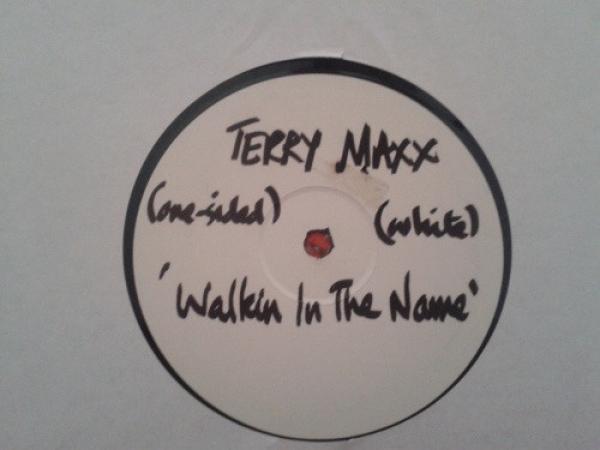 TERRY MAXX
(one-sided) (white)
'Walkin In The Name'